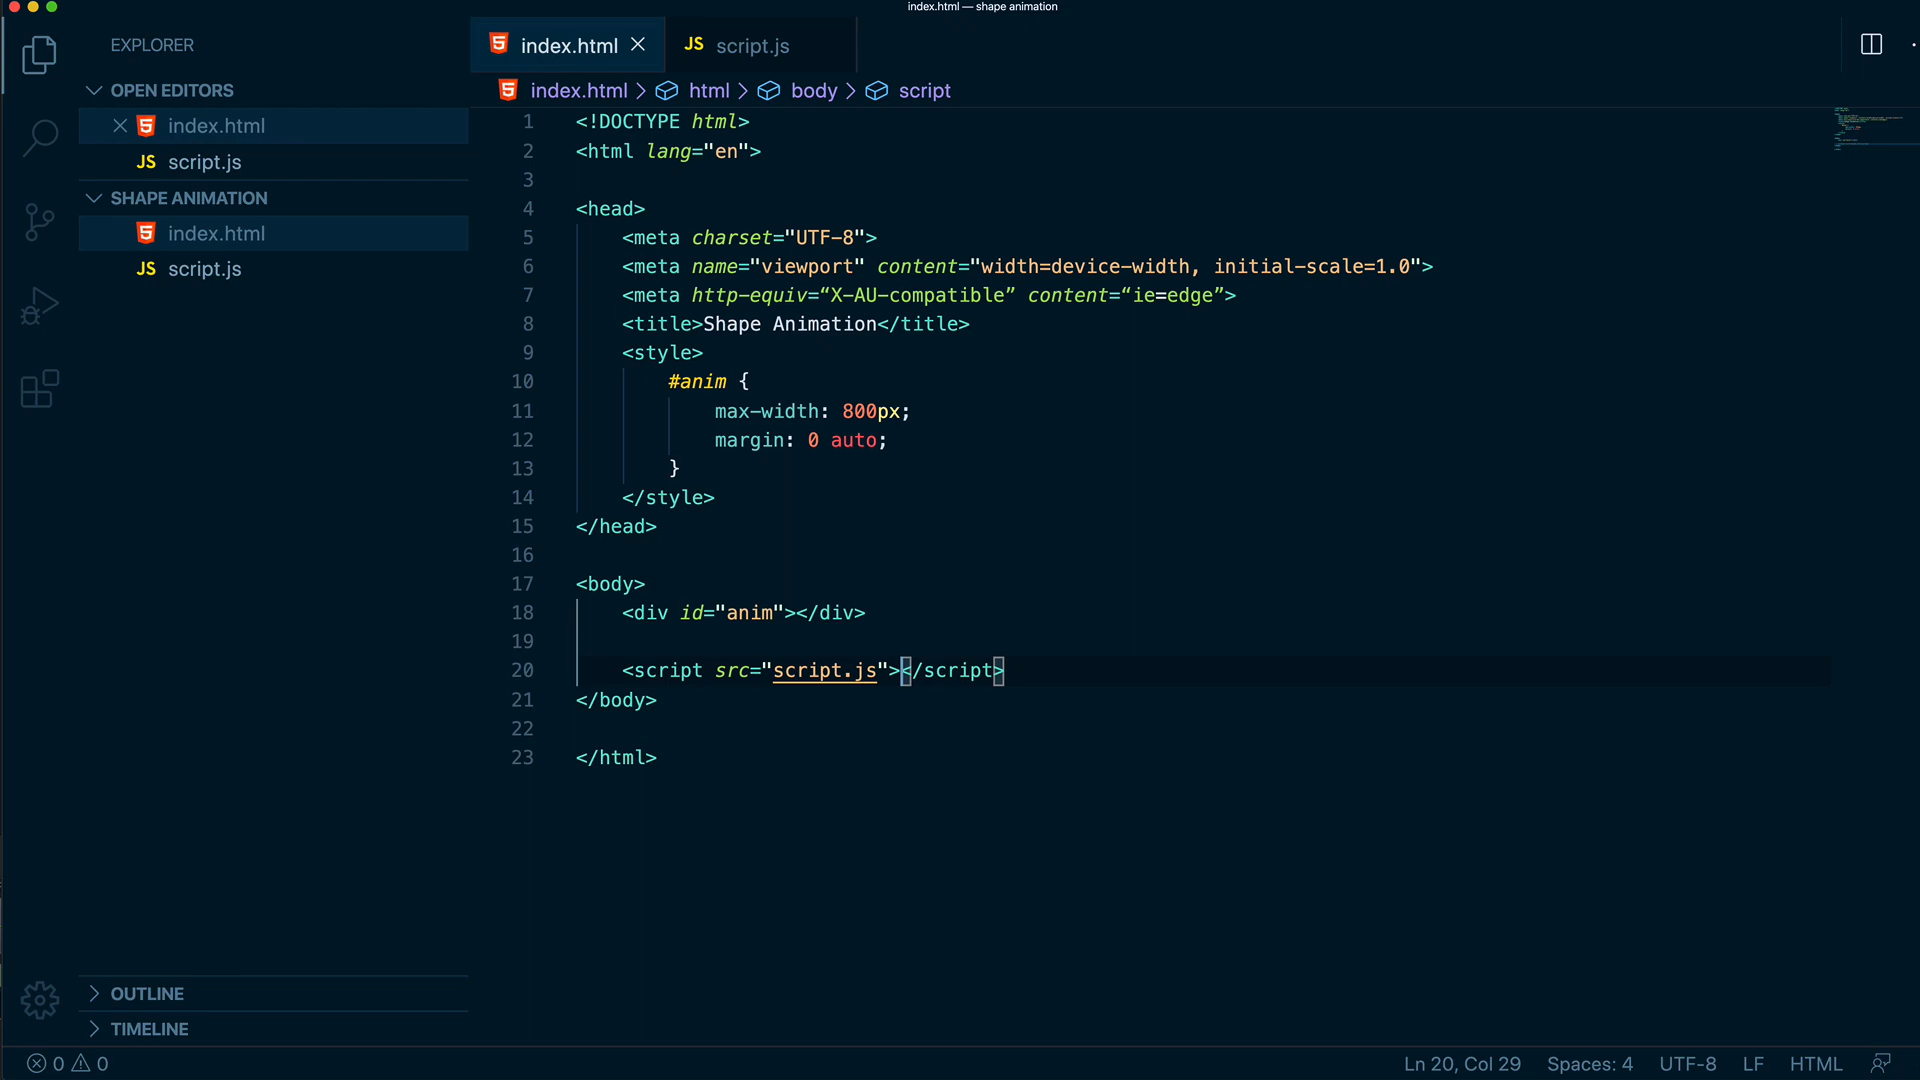 index.html — shape animation
EXPLORER
OPEN EDITORS
index.html
JS script.js
SHAPE ANIMATION
index.html
JS script.js
OUTLINE
TIMELINE
index.html
JS script.js
index.html > html > body > script
1 <!DOCTYPE html>
2 <html lang="en">
3
4 <head>
5 <meta charset="UTF-8">
6 <meta name="viewport" content="width=device-width, initial-scale=1.0">
7 <meta http-equiv=“X-AU-compatible” content=“ie=edge”>
8 <title>Shape Animation</title>
9 <style>
10 #anim {
11 max-width: 800px;
12 margin: 0 auto;
13 }
14 </style>
15 </head>
16
17 <body>
18 <div id="anim"></div>
19
20 <script src="script.js"></script>
21 </body>
22
23 </html>
0 0
Ln 20, Col 29 Spaces: 4 UTF-8 LF HTML